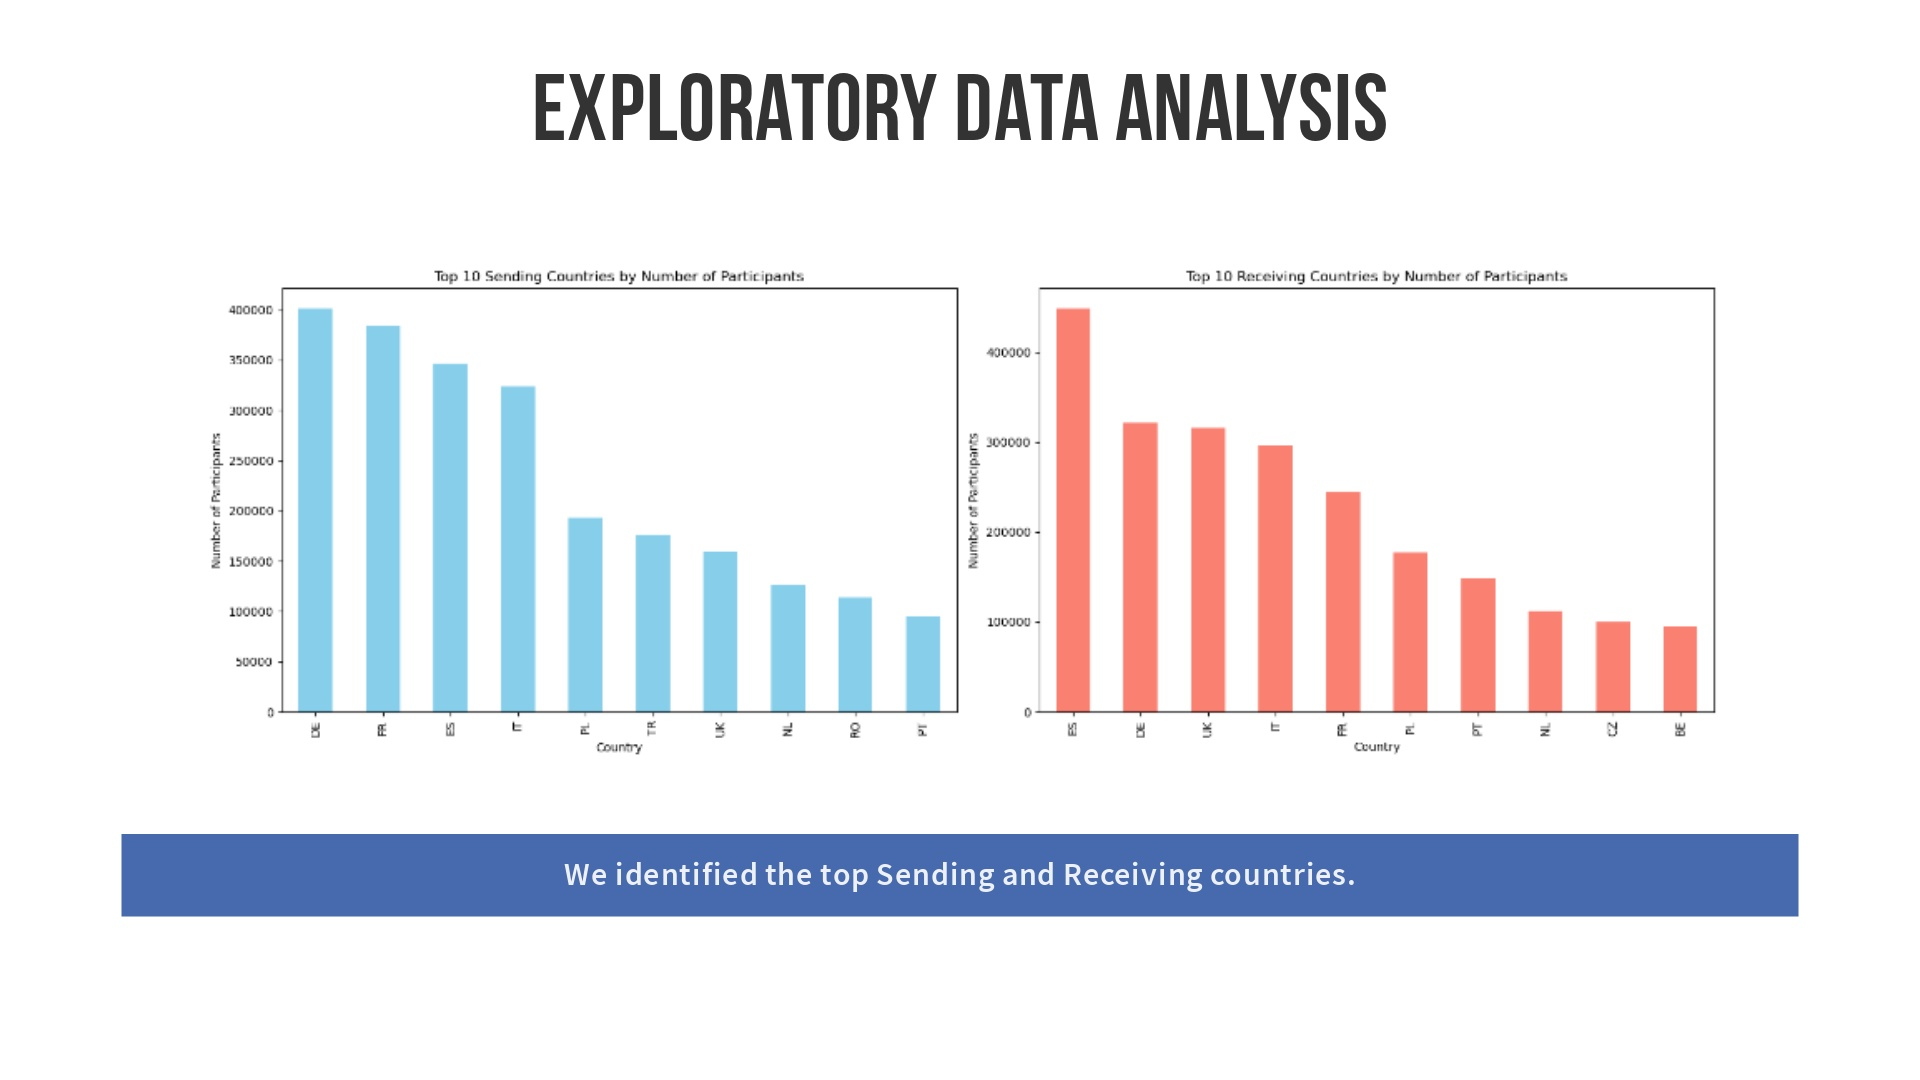 EXPLORATORY DATA ANALYSIS
Top 10 Sending Countries by Number of Participants
Number of Participants
400000
350000
300000
250000
200000
150000
100000
50000
0
DE
FR
ES
IT
PL
TR
UK
NL
RO
PT
Country
Top 10 Receiving Countries by Number of Participants
Number of Participants
400000
300000
200000
100000
0
ES
DE
UK
IT
FR
PL
PT
NL
CZ
BE
Country
We identified the top Sending and Receiving countries.